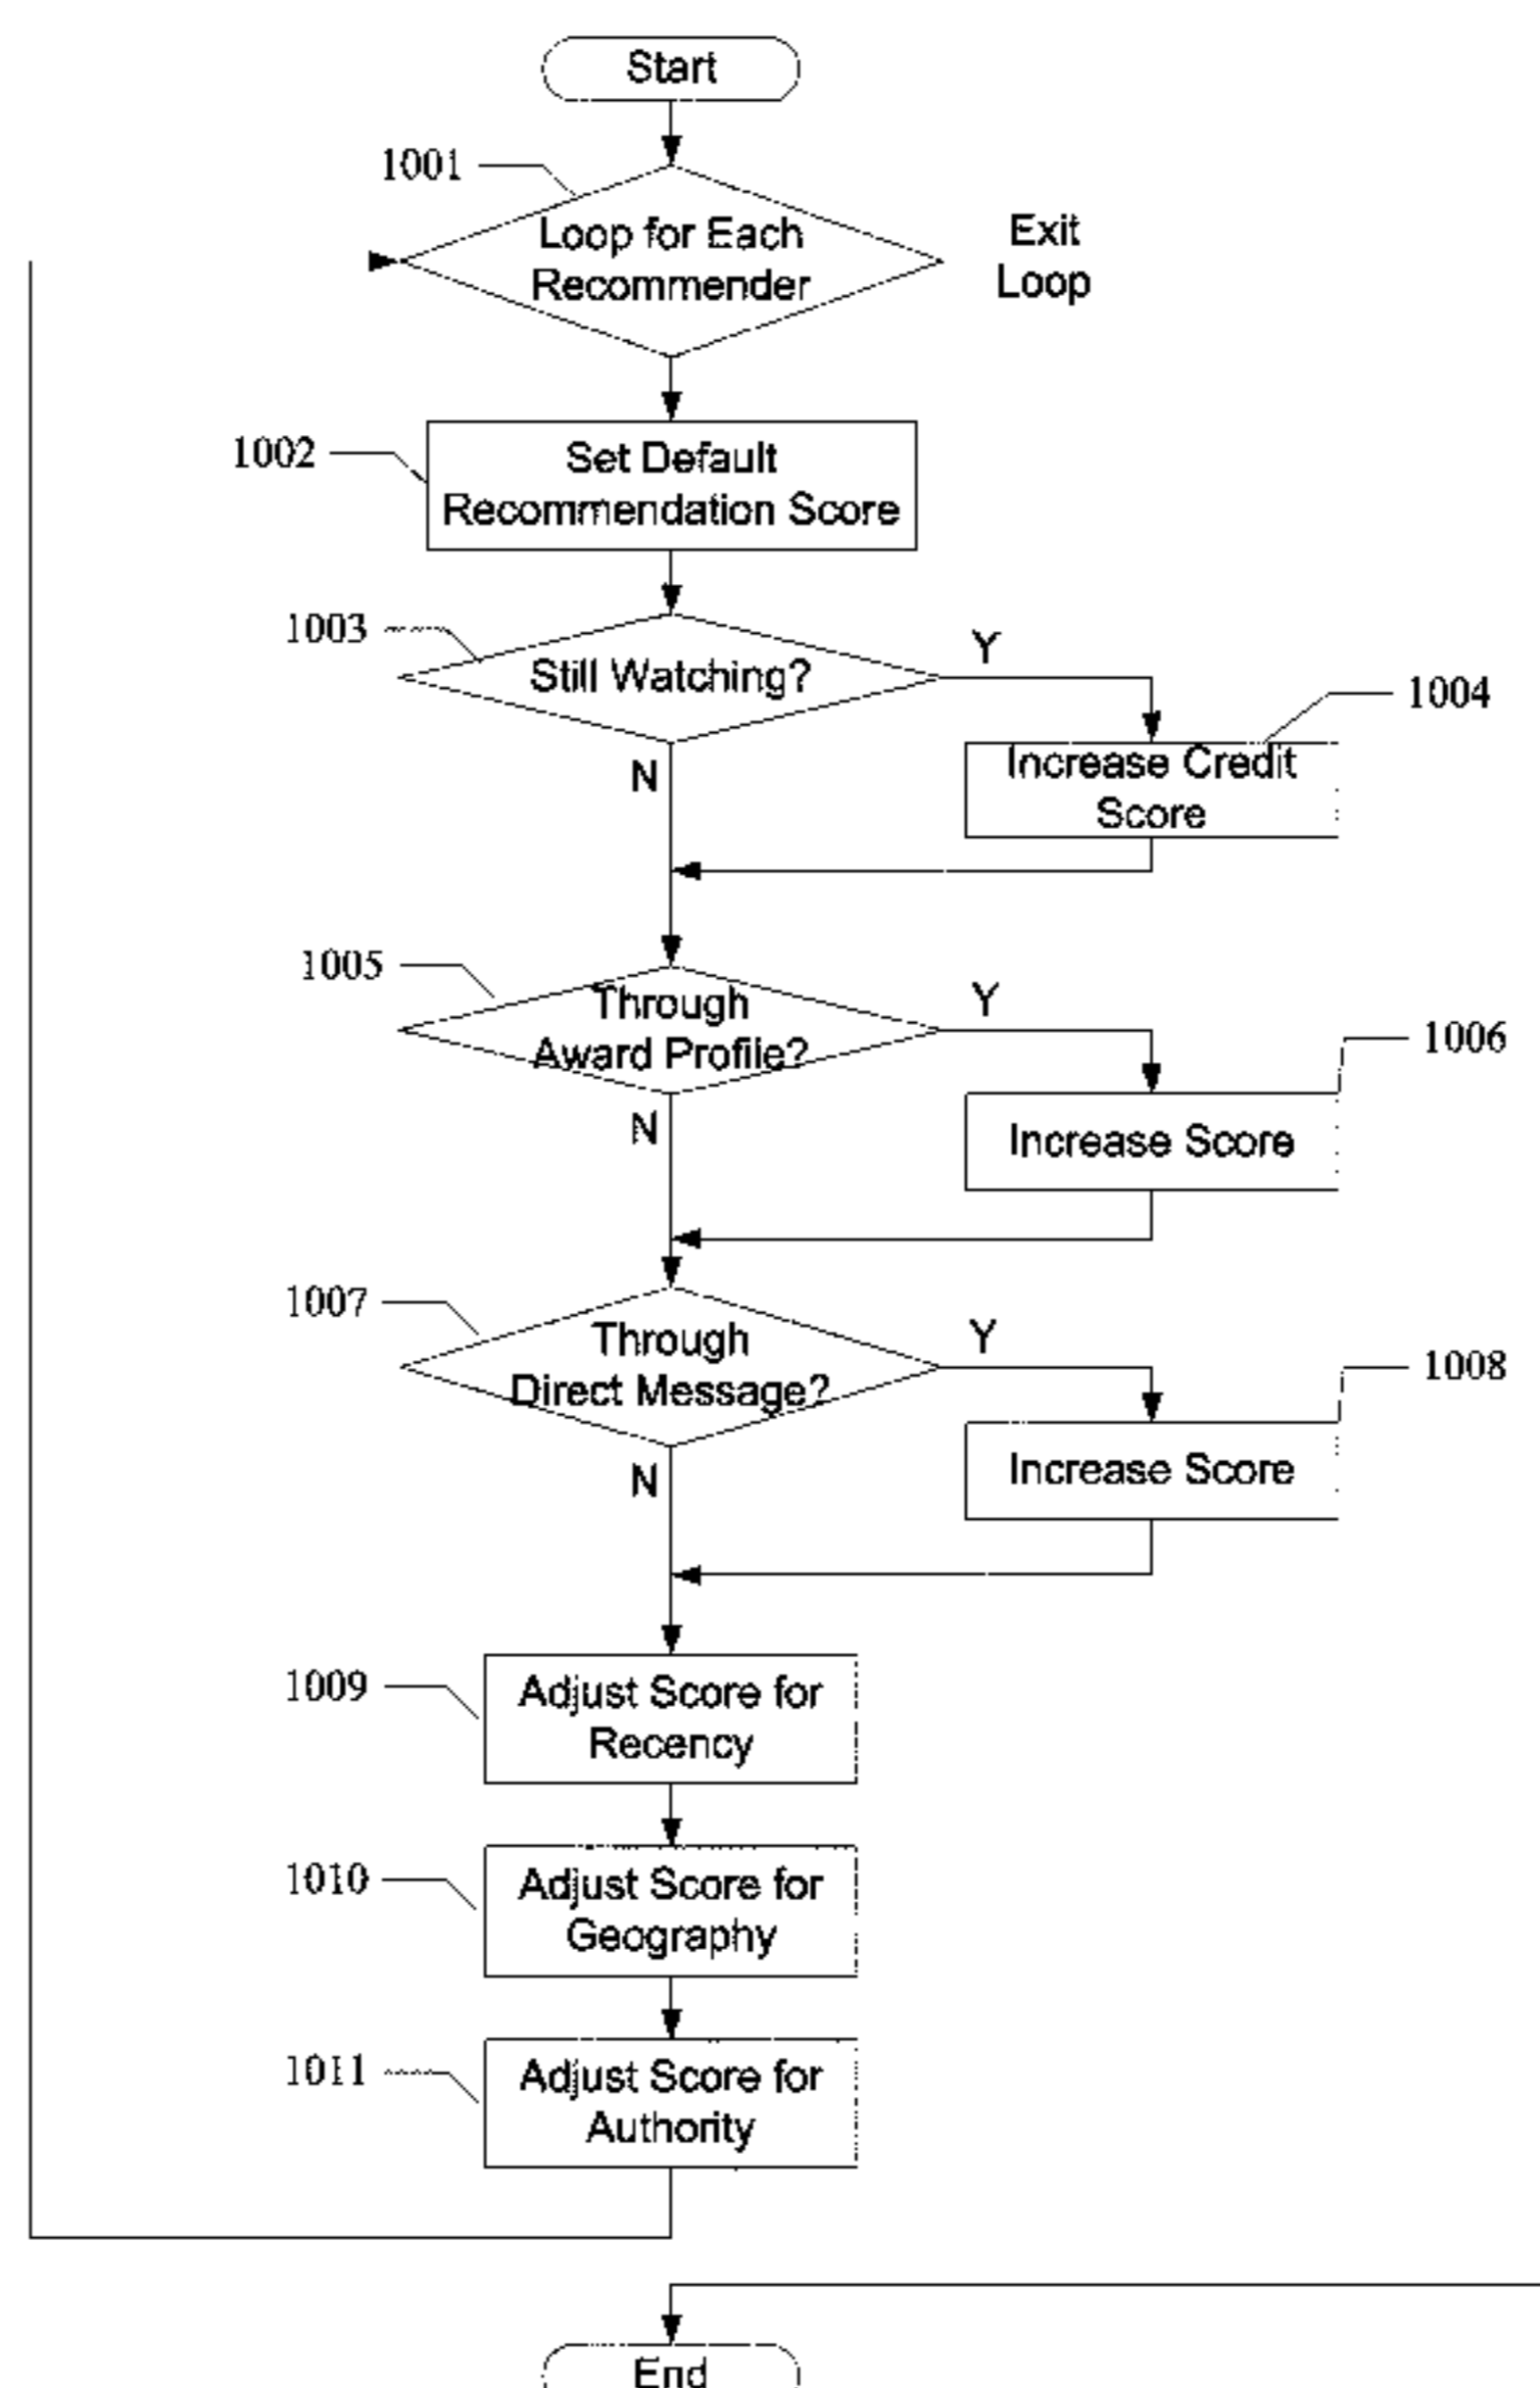 Start
1001
Loop for Each
Recommender
Exit
Loop
1002
Set Default
Recommendation Score
1003
Still Watching?
Y
N
1004
Increase Credit
Score
1005
Through
Award Profile?
Y
N
1006
Increase Score
1007
Through
Direct Message?
Y
N
1008
Increase Score
1009
Adjust Score for
Recency
1010
Adjust Score for
Geography
1011
Adjust Score for
Authority
End